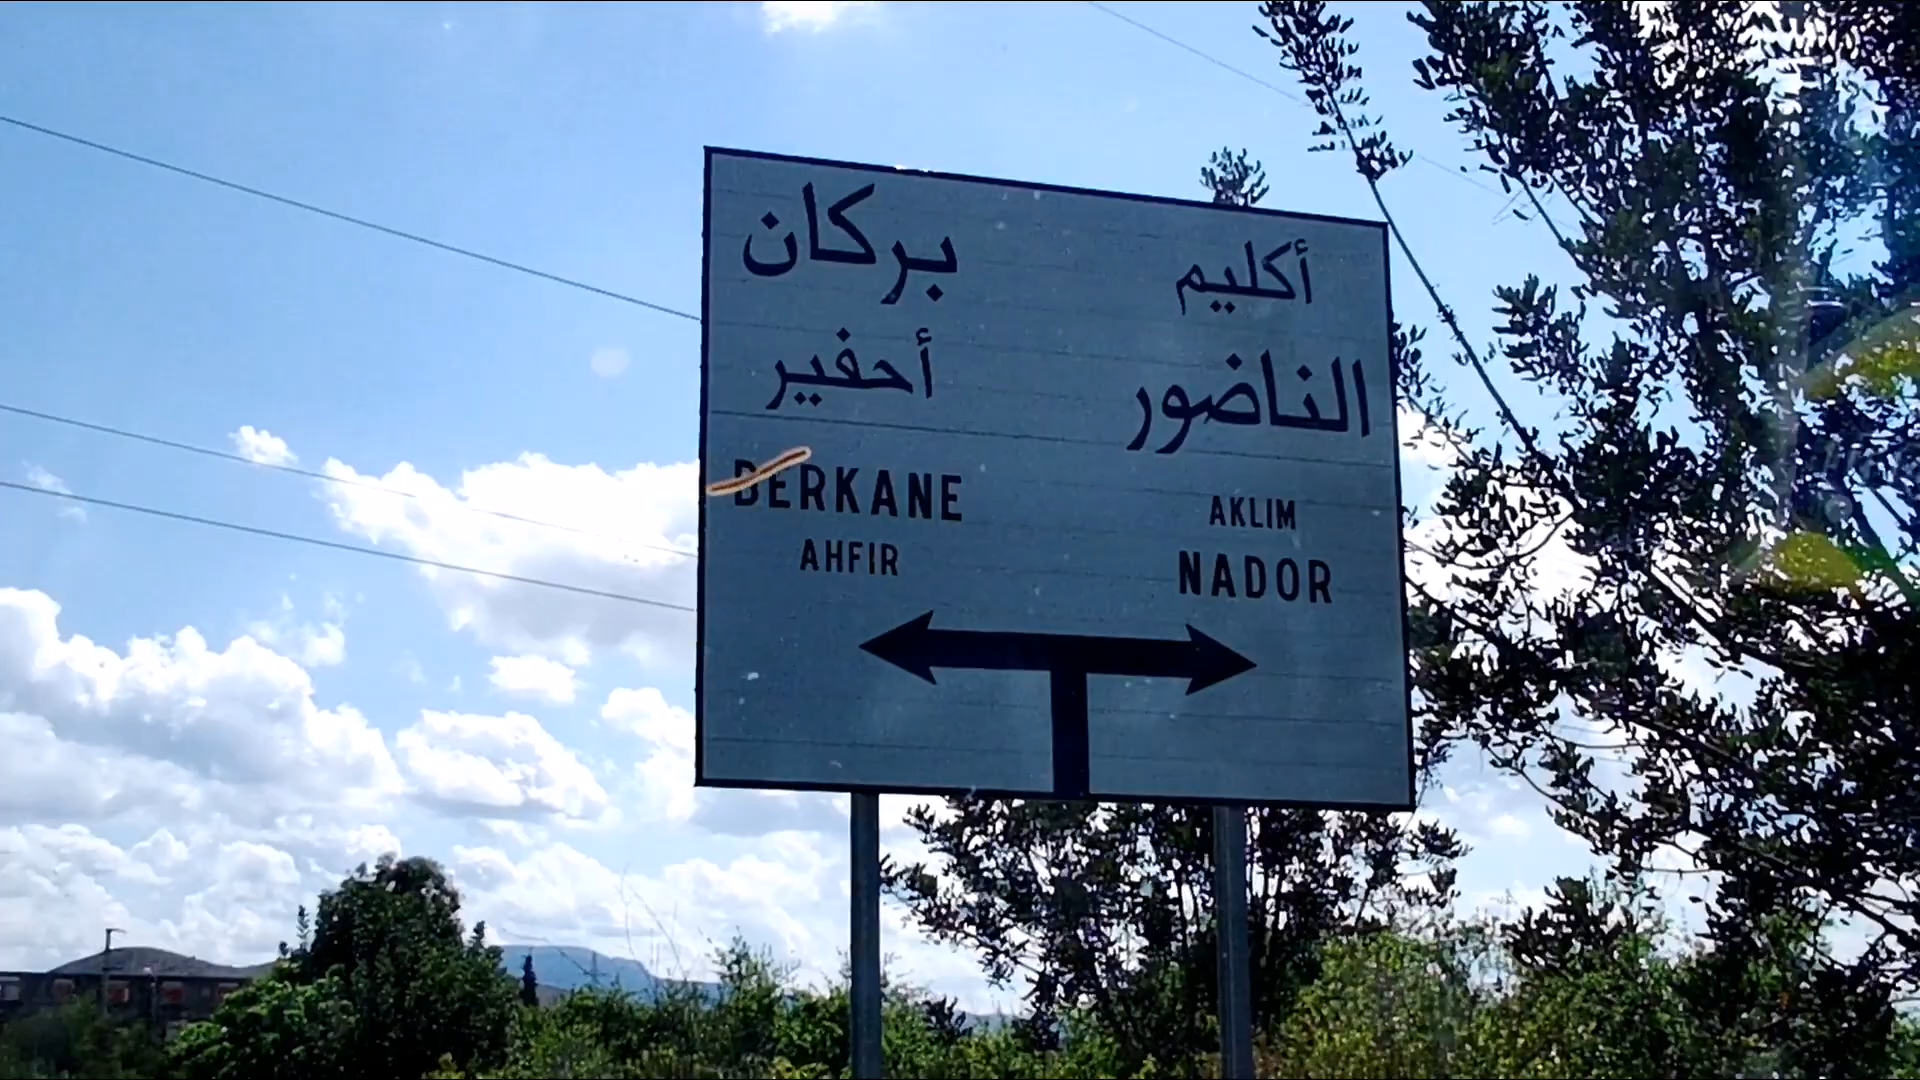 بركان
أحفير
أكليم
الناضور
BERKANE
AHFIR
AKLIM
NADOR